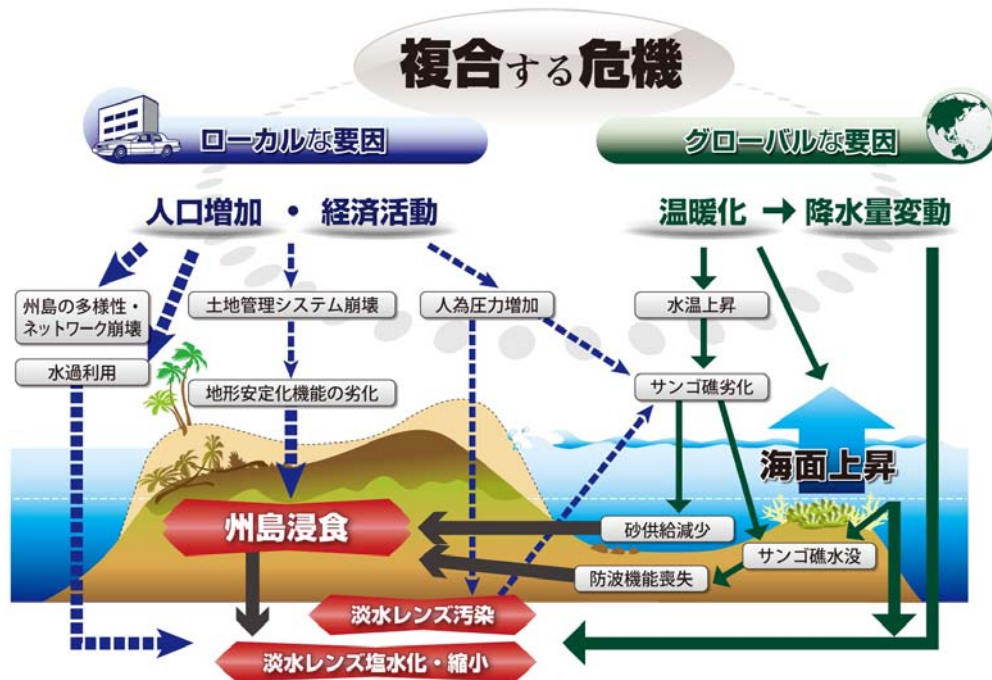 複合する危機
ローカルな要因
グローバルな要因
人口増加 ・ 経済活動
温暖化 → 降水量変動
州島の多様性・
ネットワーク崩壊
土地管理システム崩壊
人為圧力増加
水温上昇
水過利用
地形安定化機能の劣化
サンゴ礁劣化
海面上昇
州島浸食
砂供給減少
サンゴ礁水没
防波機能喪失
淡水レンズ汚染
淡水レンズ塩水化・縮小